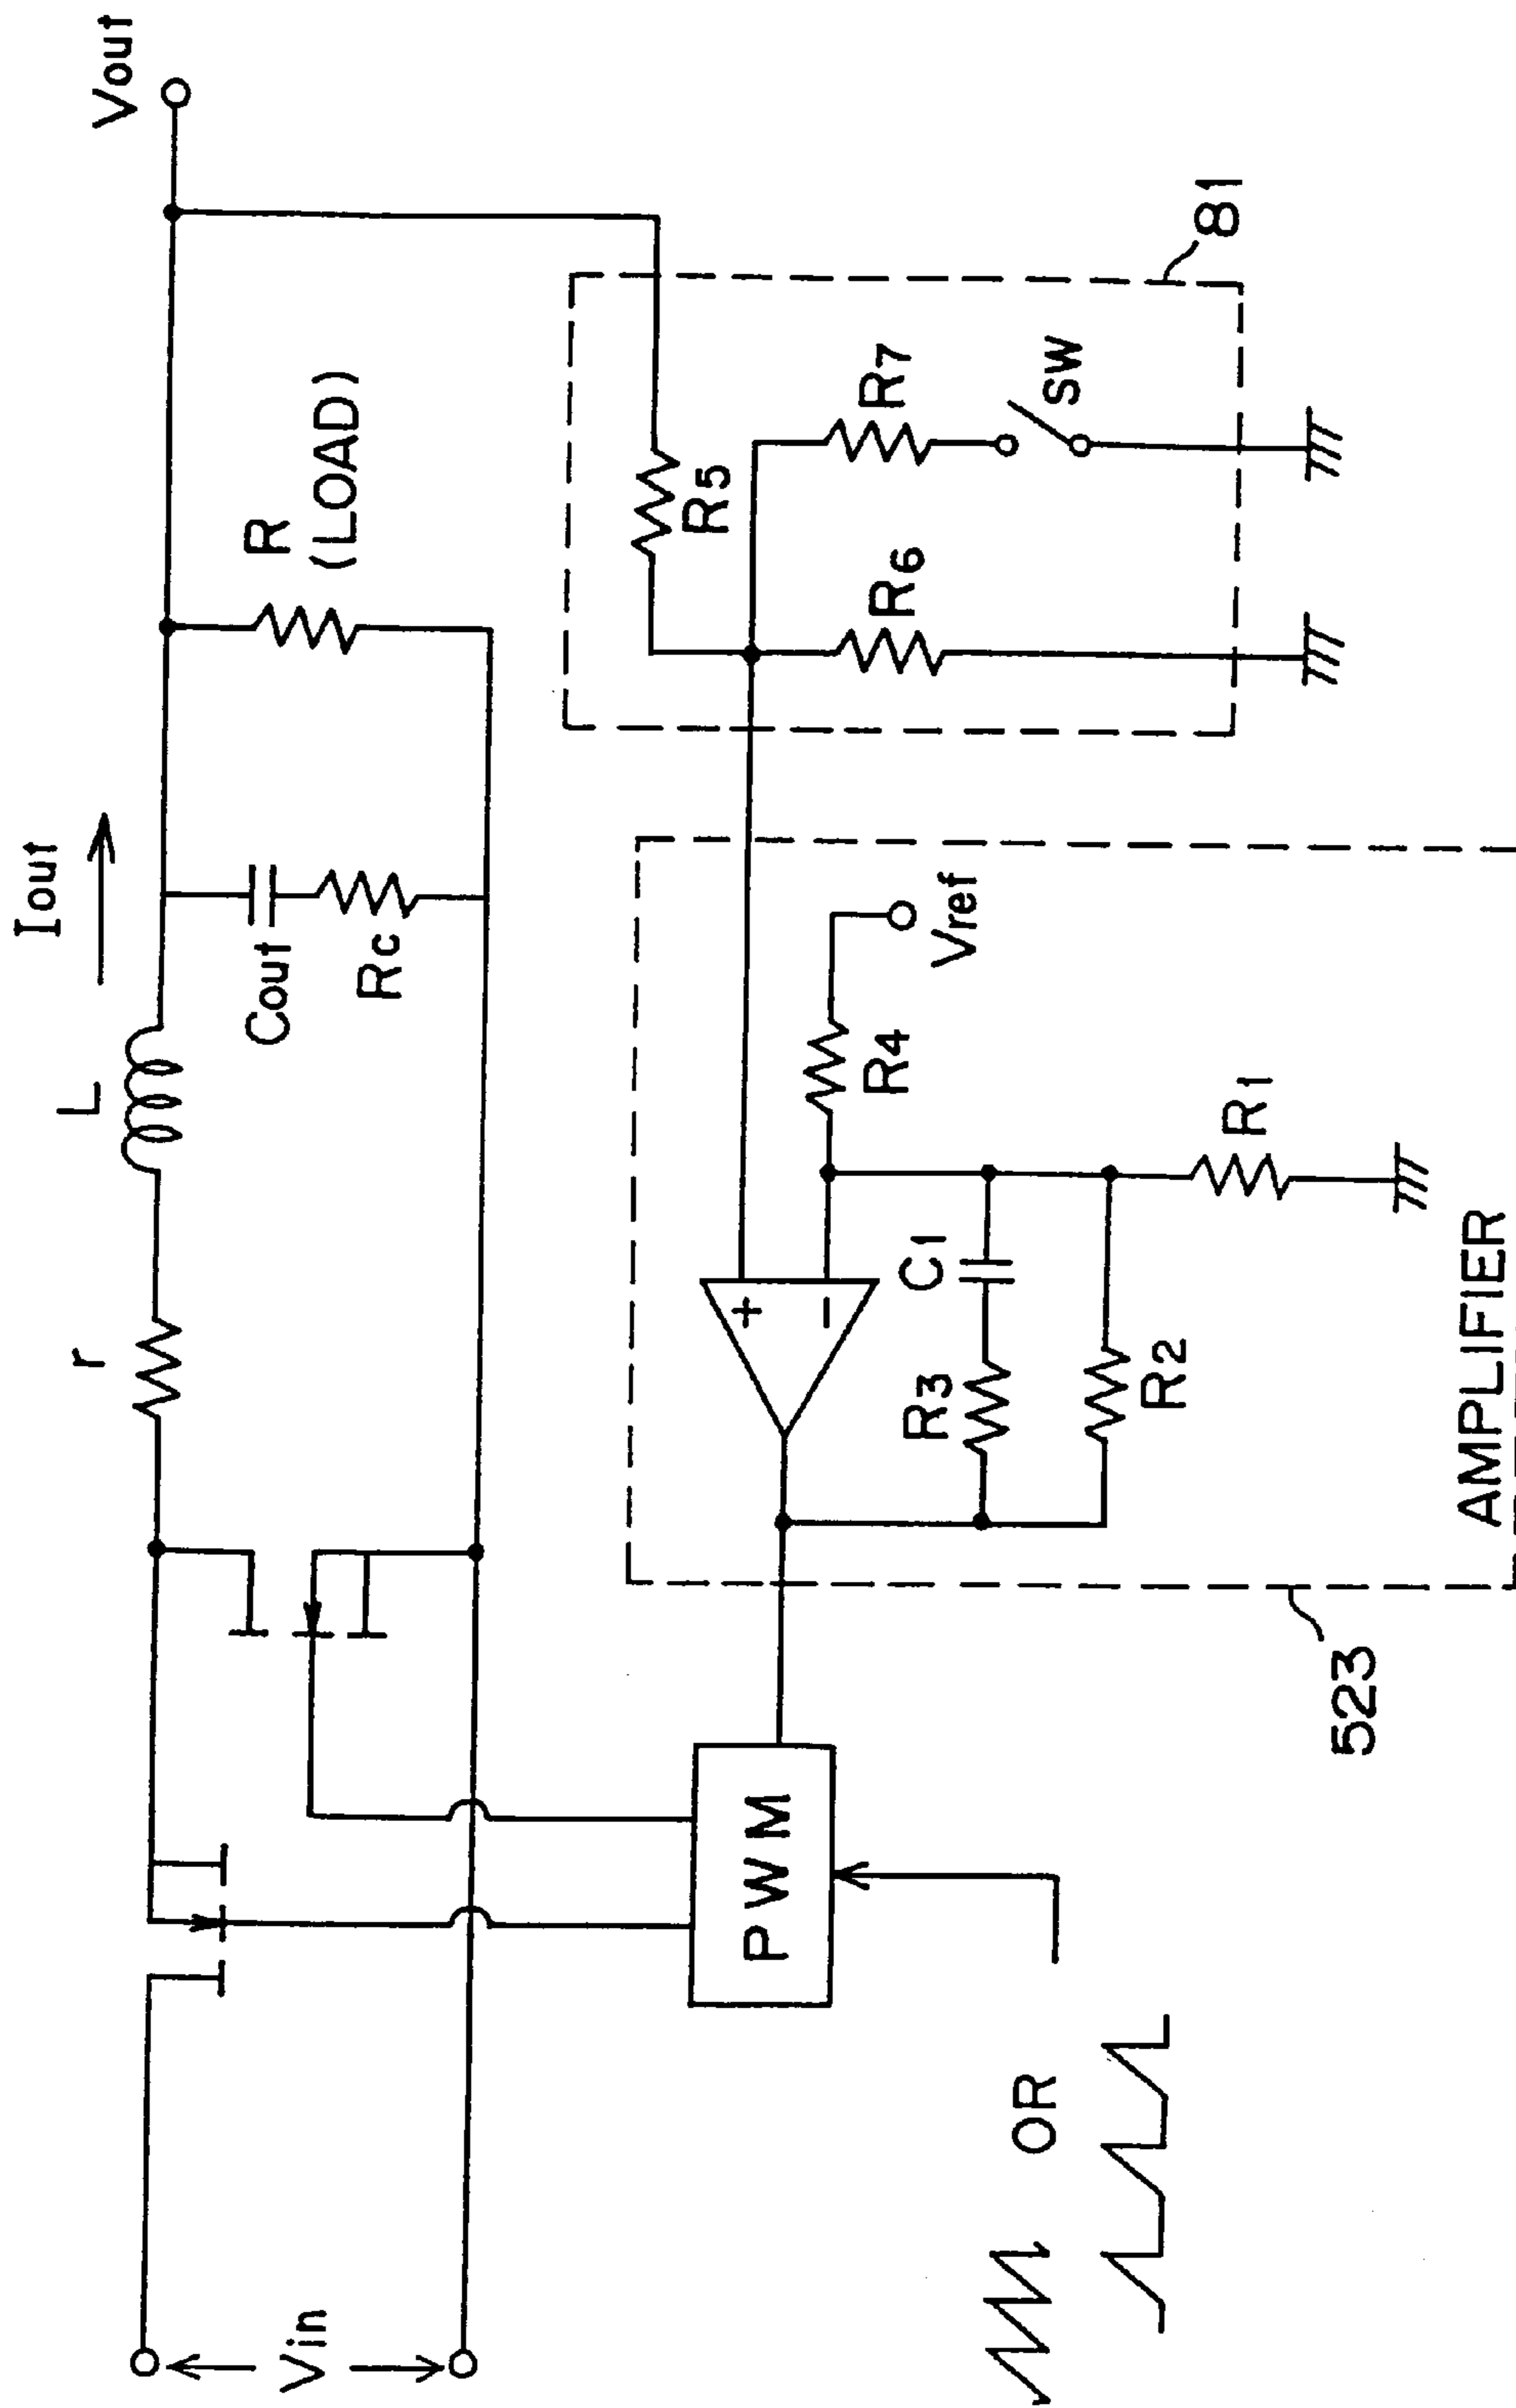 Vin
r
L
Iout
Vout
Cout
Rc
R
(LOAD)
PWM
OR
+
−
R3
C1
R2
R4
Vref
R1
AMPLIFIER
523
R5
R6
R7
SW
81